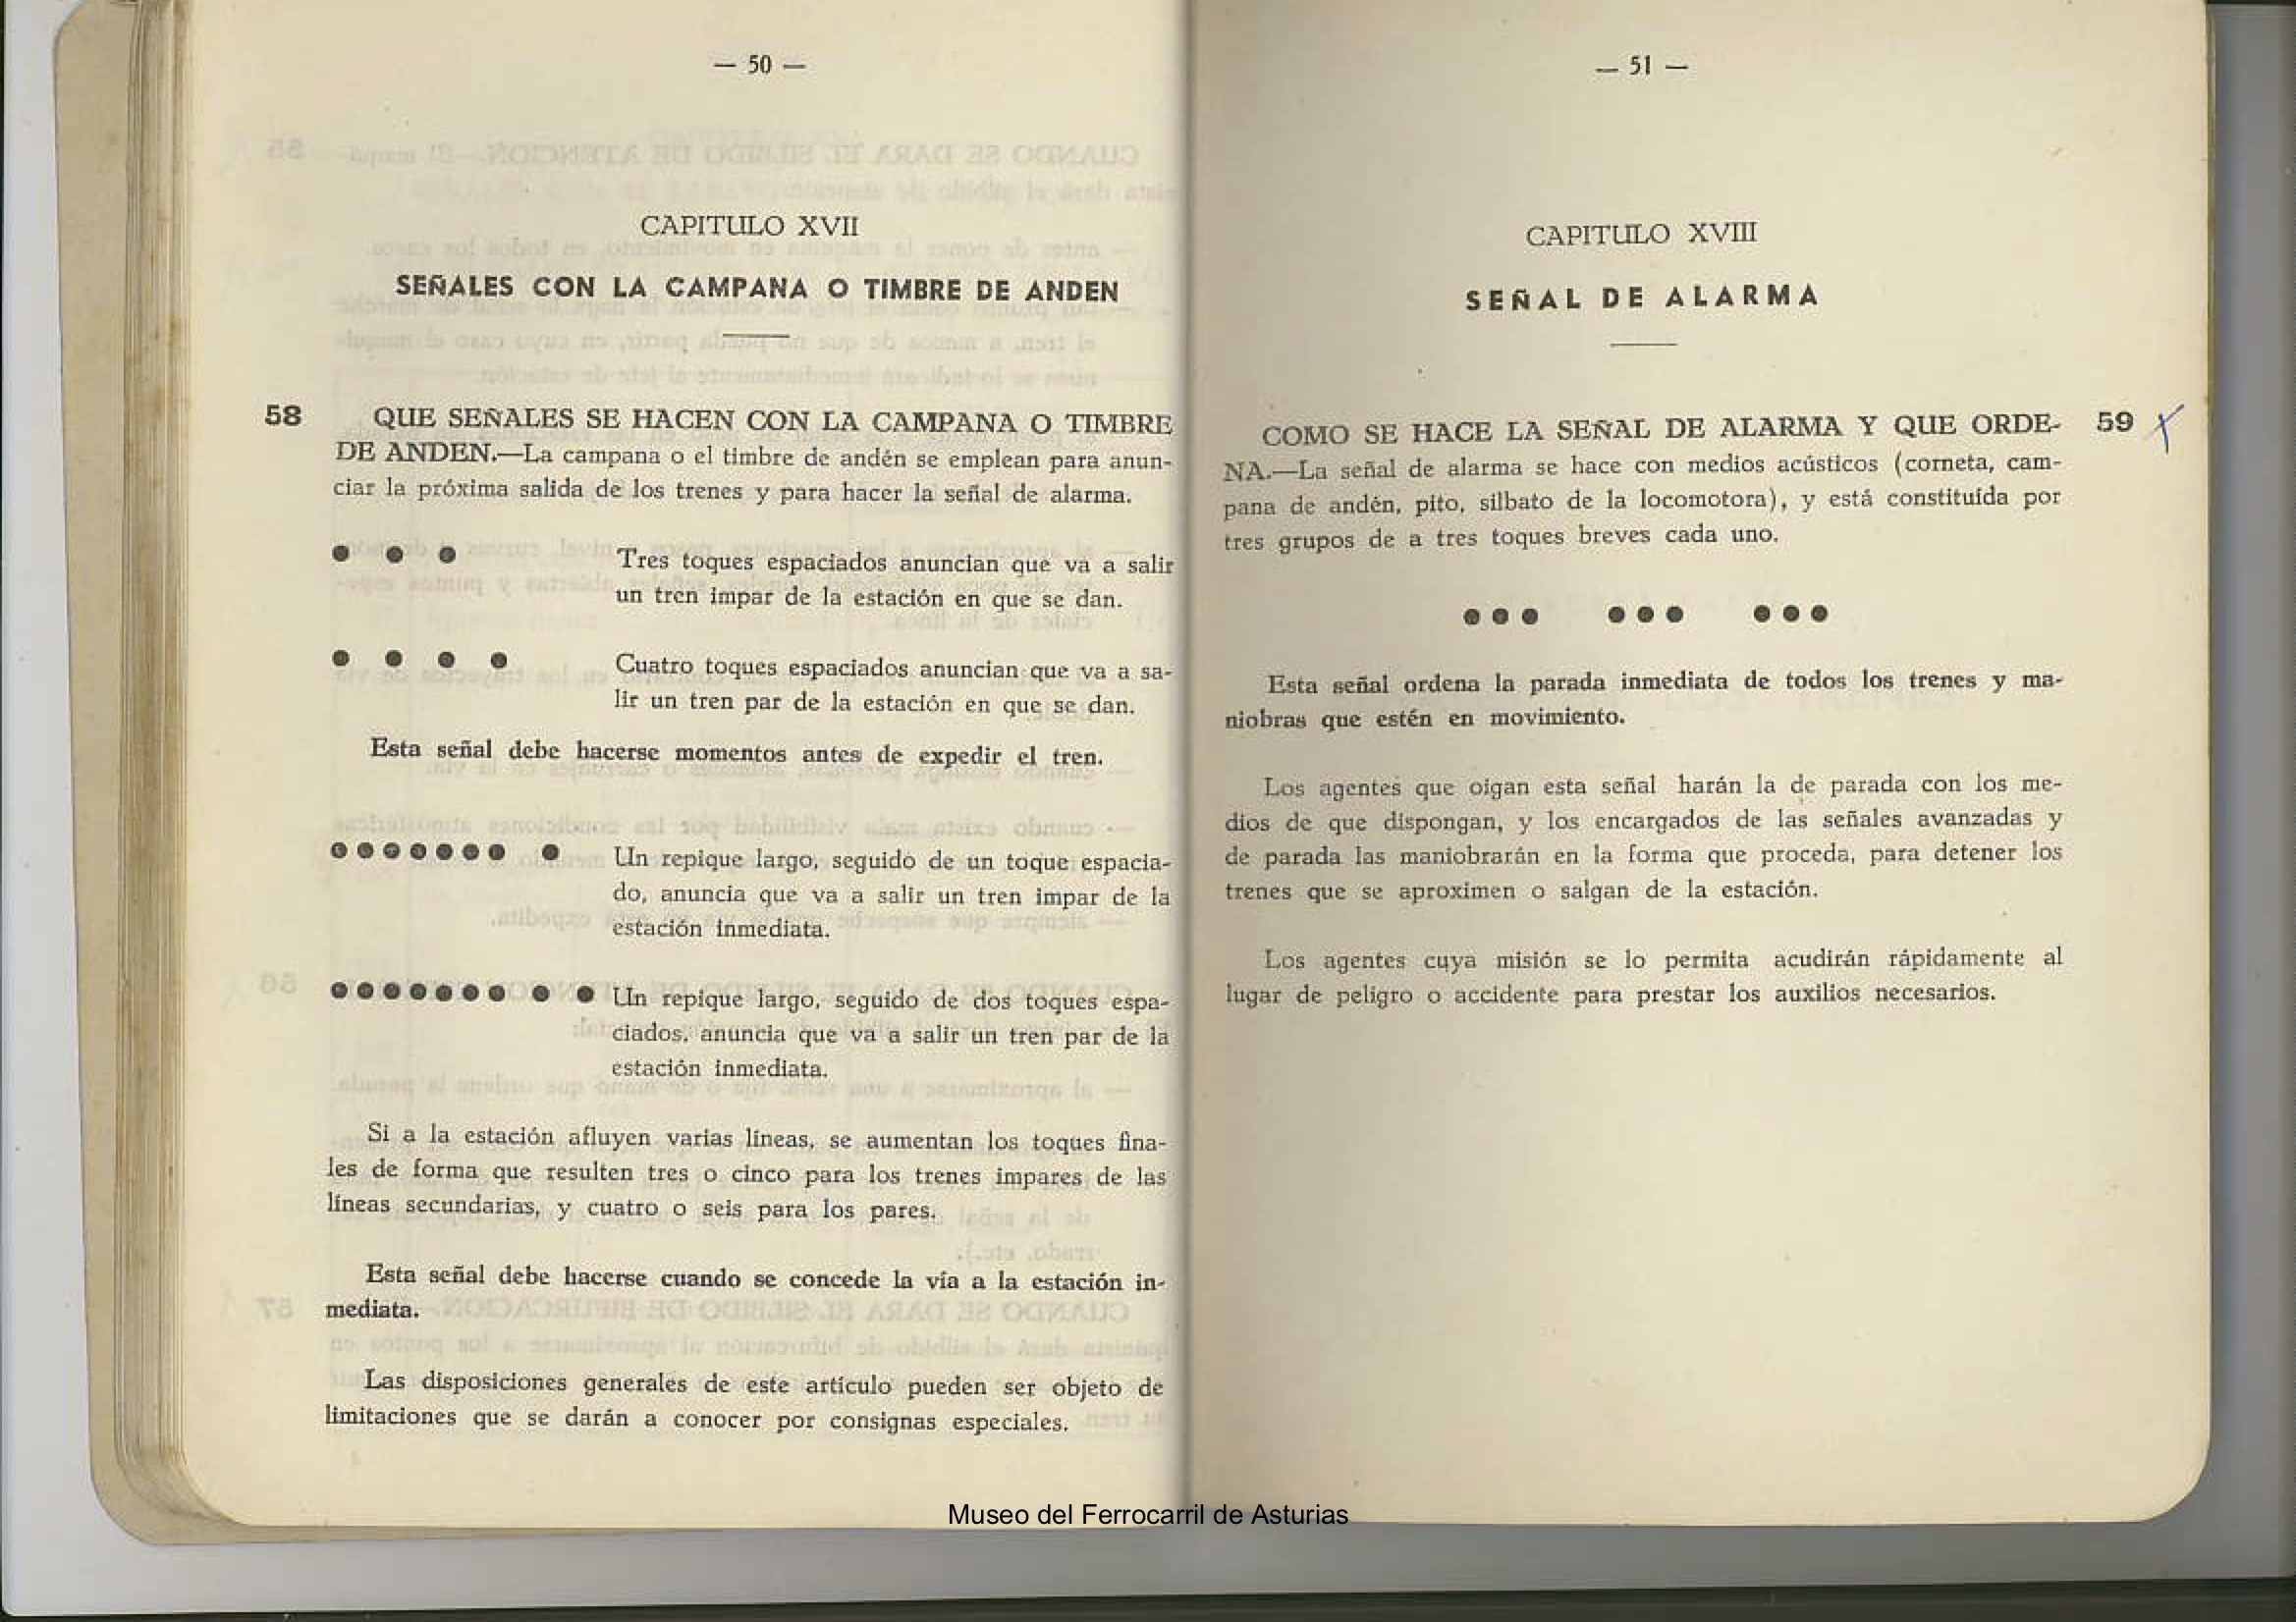 — 50 —
CAPITULO XVII
SEÑALES CON LA CAMPANA O TIMBRE DE ANDEN
58 QUE SEÑALES SE HACEN CON LA CAMPANA O TIMBRE
DE ANDEN.—La campana o el timbre de andén se emplean para anun-
ciar la próxima salida de los trenes y para hacer la señal de alarma.
● ● ● Tres toques espaciados anuncian que va a salir
un tren impar de la estación en que se dan.
● ● ● ● Cuatro toques espaciados anuncian que va a sa-
lir un tren par de la estación en que se dan.
Esta señal debe hacerse momentos antes de expedir el tren.
●●●●●●● ● Un repique largo, seguido de un toque espacia-
do, anuncia que va a salir un tren impar de la
estación inmediata.
●●●●●●● ● ● Un repique largo, seguido de dos toques espa-
ciados, anuncia que va a salir un tren par de la
estación inmediata.
Si a la estación afluyen varias líneas, se aumentan los toques fina-
les de forma que resulten tres o cinco para los trenes impares de las
líneas secundarias, y cuatro o seis para los pares.
Esta señal debe hacerse cuando se concede la vía a la estación in-
mediata.
Las disposiciones generales de este artículo pueden ser objeto de
limitaciones que se darán a conocer por consignas especiales.
— 51 —
CAPITULO XVIII
SEÑAL DE ALARMA
COMO SE HACE LA SEÑAL DE ALARMA Y QUE ORDE- 59
NA.—La señal de alarma se hace con medios acústicos (corneta, cam-
pana de andén, pito, silbato de la locomotora), y está constituída por
tres grupos de a tres toques breves cada uno.
●●● ●●● ●●●
Esta señal ordena la parada inmediata de todos los trenes y ma-
niobras que estén en movimiento.
Los agentes que oigan esta señal harán la de parada con los me-
dios de que dispongan, y los encargados de las señales avanzadas y
de parada las maniobrarán en la forma que proceda, para detener los
trenes que se aproximen o salgan de la estación.
Los agentes cuya misión se lo permita acudirán rápidamente al
lugar de peligro o accidente para prestar los auxilios necesarios.
Museo del Ferrocarril de Asturias